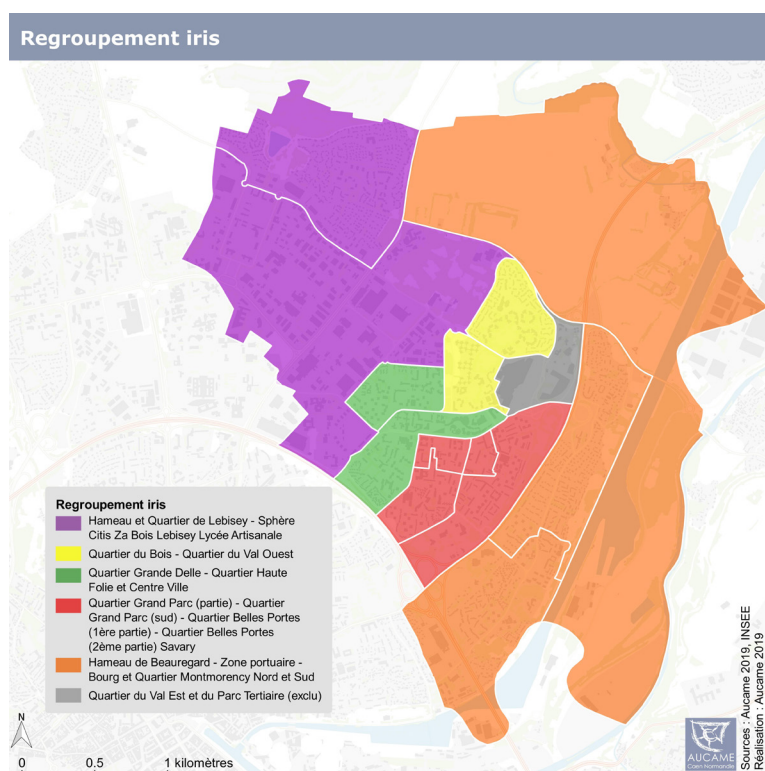 Regroupement iris
Regroupement iris
Hameau et Quartier de Lebisey - Sphère
Citis Za Bois Lebisey Lycée Artisanale
Quartier du Bois - Quartier du Val Ouest
Quartier Grande Delle - Quartier Haute
Folie et Centre Ville
Quartier Grand Parc (partie) - Quartier
Grand Parc (sud) - Quartier Belles Portes
(1ère partie) - Quartier Belles Portes
(2ème partie) Savary
Hameau de Beauregard - Zone portuaire -
Bourg et Quartier Montmorency Nord et Sud
Quartier du Val Est et du Parc Tertiaire (exclu)
N
0 0.5 1 kilomètres
AUCAME
Caen Normandie
Sources : Aucame 2019, INSEE
Réalisation : Aucame 2019